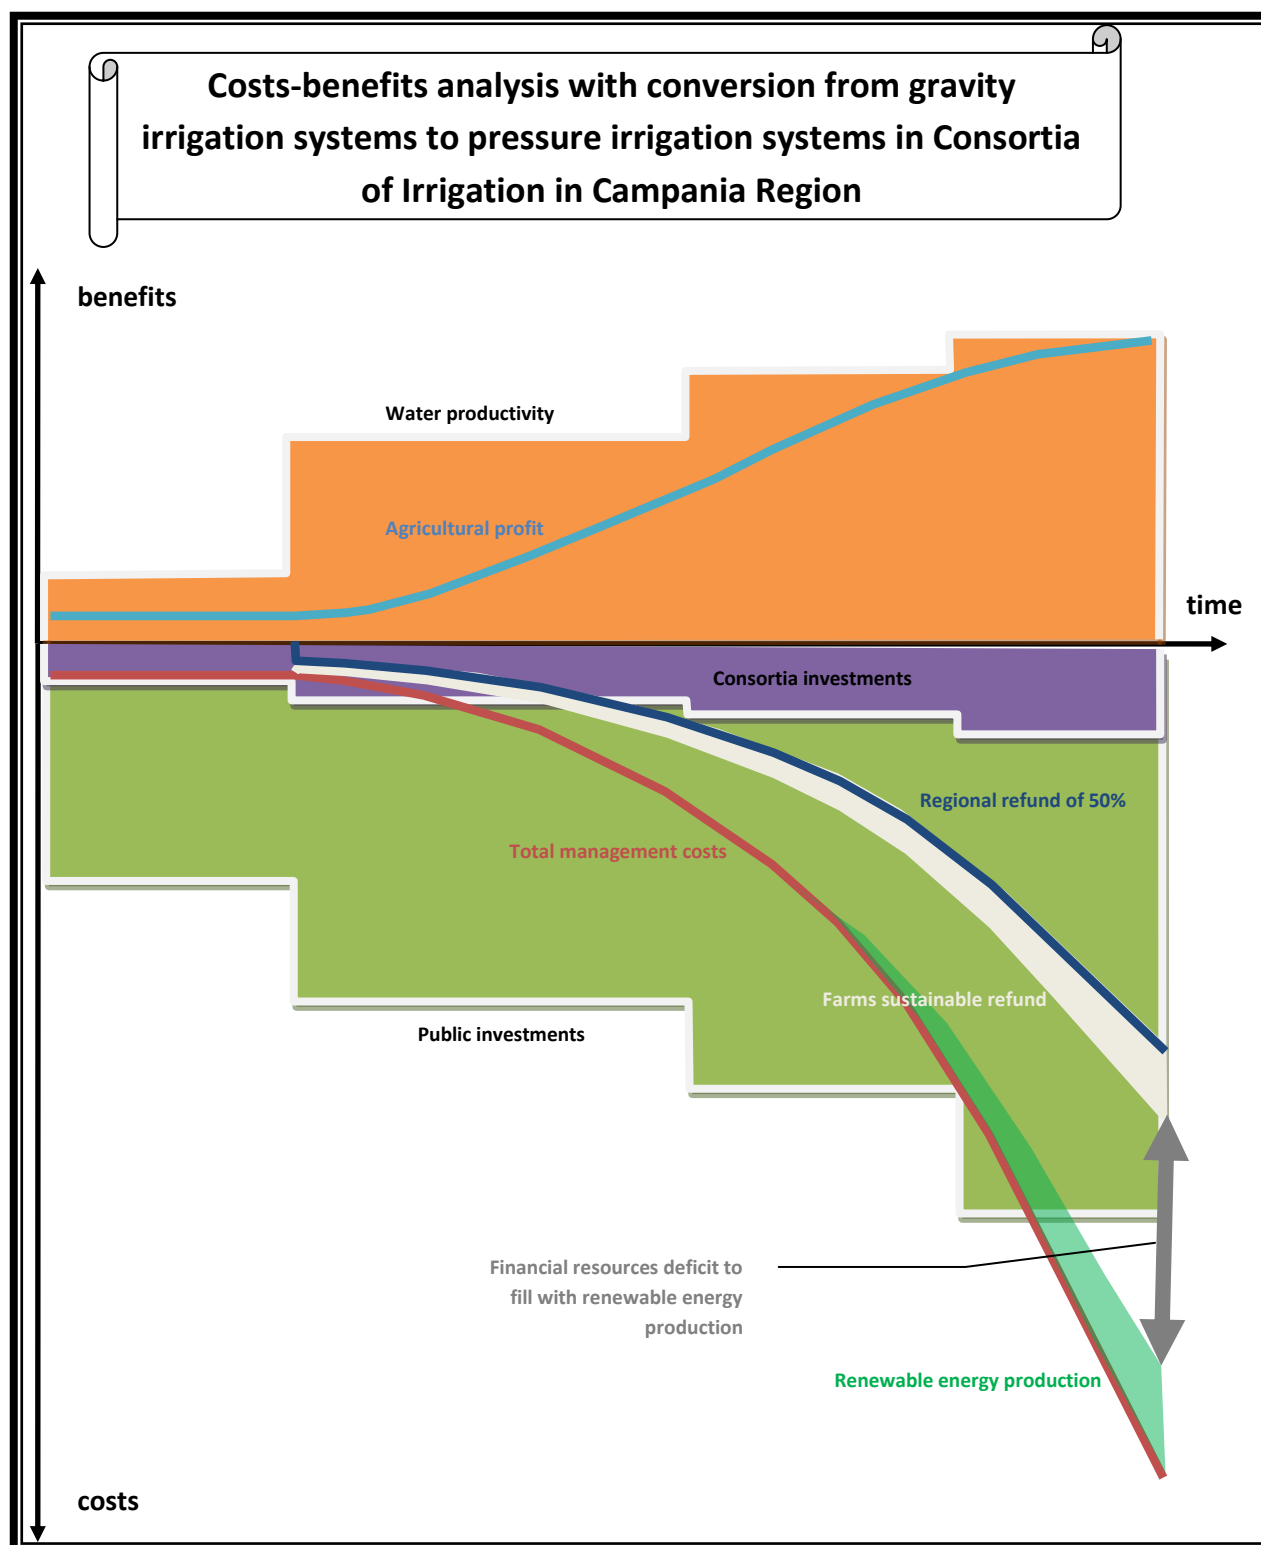 Costs-benefits analysis with conversion from gravity
irrigation systems to pressure irrigation systems in Consortia
of Irrigation in Campania Region
benefits
Water productivity
Agricultural profit
time
Consortia investments
Regional refund of 50%
Total management costs
Farms sustainable refund
Public investments
Financial resources deficit to
fill with renewable energy
production
Renewable energy production
costs